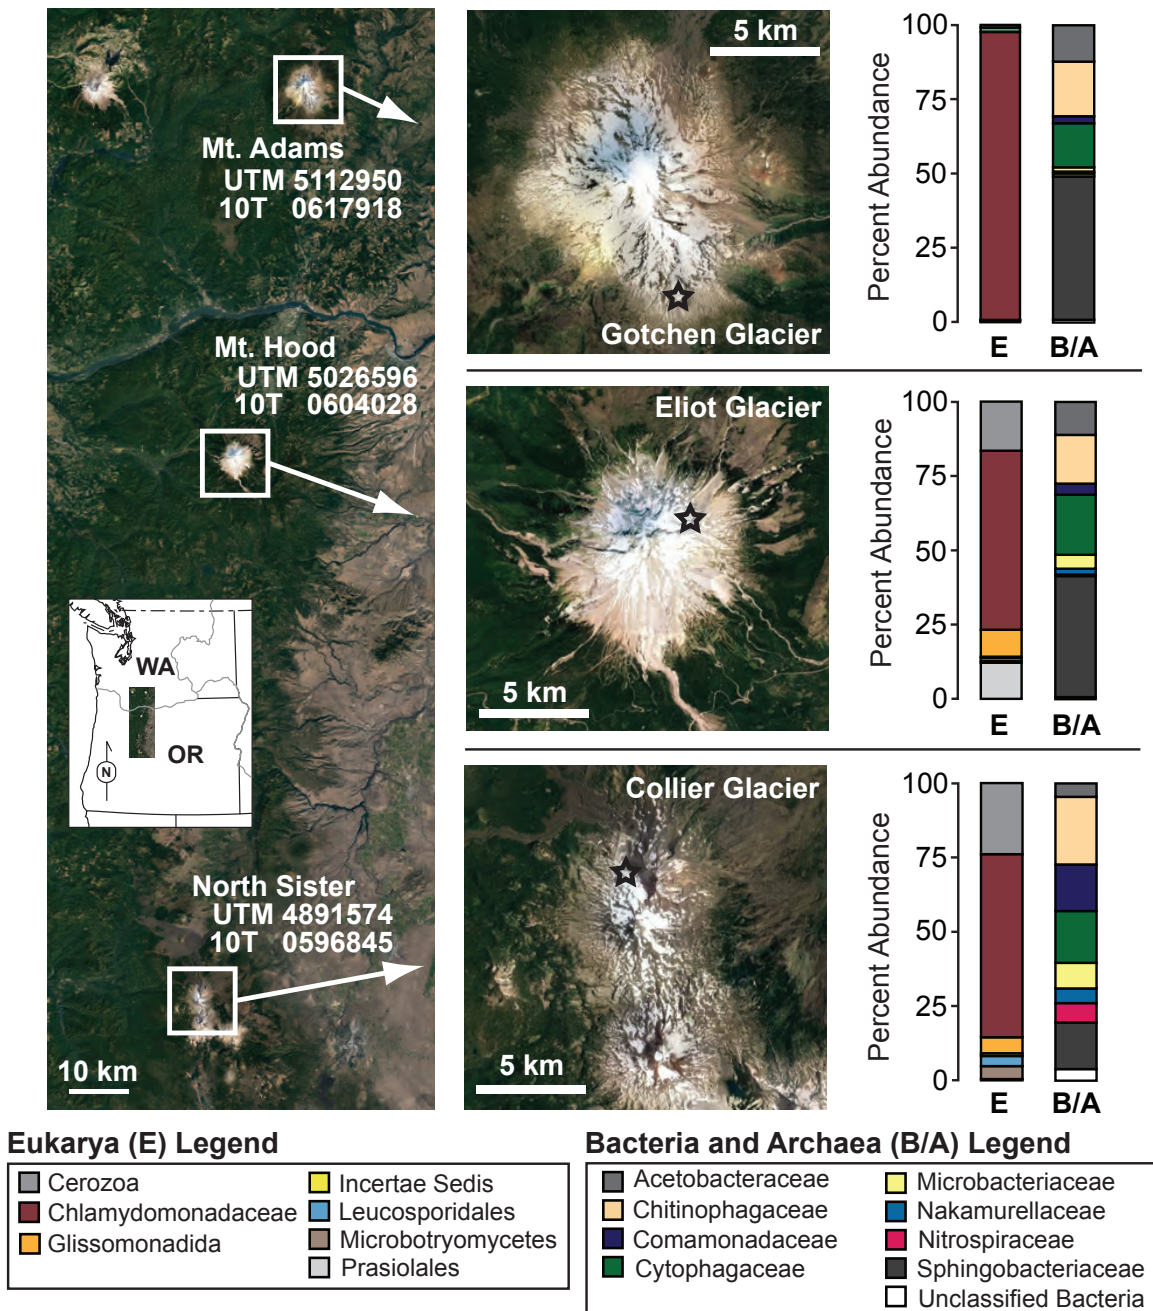 Mt. Adams
UTM 5112950
10T 0617918
Mt. Hood
UTM 5026596
10T 0604028
WA
OR
N
North Sister
UTM 4891574
10T 0596845
10 km
5 km
Gotchen Glacier
Percent Abundance
100
75
50
25
0
E B/A
Eliot Glacier
5 km
Percent Abundance
100
75
50
25
0
E B/A
Collier Glacier
5 km
Percent Abundance
100
75
50
25
0
E B/A
Eukarya (E) Legend
Cerozoa
Chlamydomonadaceae
Glissomonadida
Incertae Sedis
Leucosporidales
Microbotryomycetes
Prasiolales
Bacteria and Archaea (B/A) Legend
Acetobacteraceae
Chitinophagaceae
Comamonadaceae
Cytophagaceae
Microbacteriaceae
Nakamurellaceae
Nitrospiraceae
Sphingobacteriaceae
Unclassified Bacteria